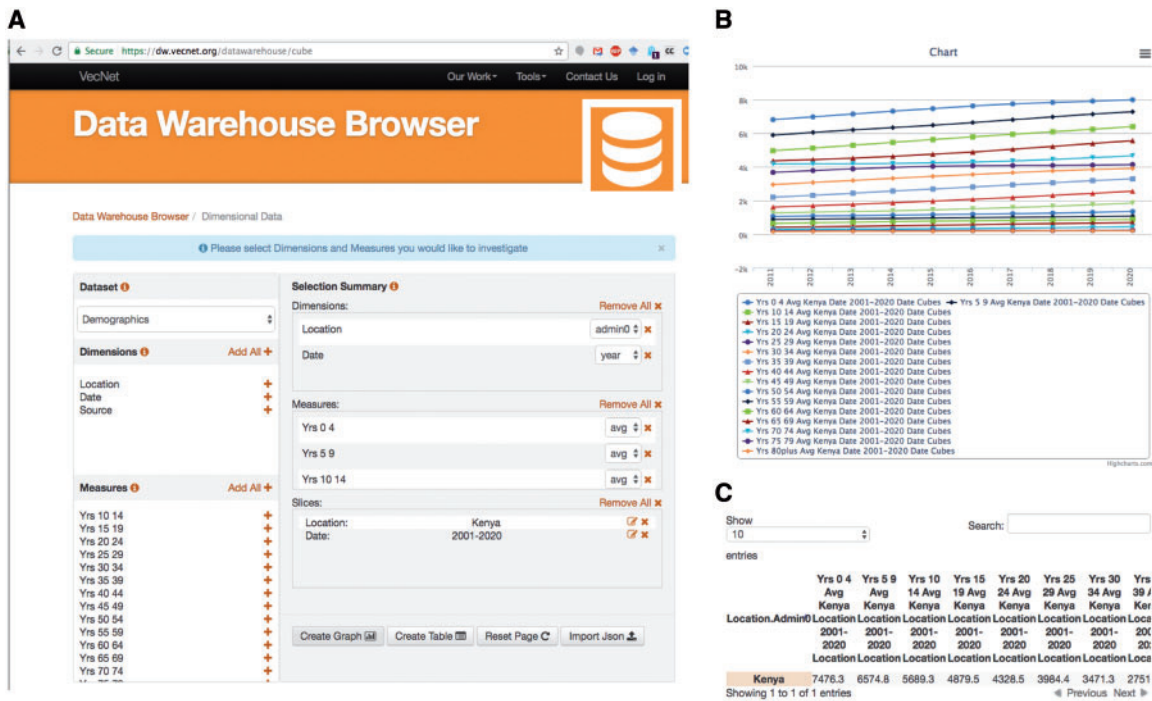 A
Secure https://dw.vecnet.org/datawarehouse/cube
VecNet Our Work Tools Contact Us Log in
Data Warehouse Browser
Data Warehouse Browser / Dimensional Data
Please select Dimensions and Measures you would like to investigate
Dataset
Demographics
Dimensions Add All
Location
Date
Source
Measures Add All
Yrs 10 14
Yrs 15 19
Yrs 20 24
Yrs 25 29
Yrs 30 34
Yrs 35 39
Yrs 40 44
Yrs 45 49
Yrs 50 54
Yrs 55 59
Yrs 60 64
Yrs 65 69
Yrs 70 74
Selection Summary
Dimensions: Remove All
Location admin0
Date year
Measures: Remove All
Yrs 0 4 avg
Yrs 5 9 avg
Yrs 10 14 avg
Slices: Remove All
Location: Kenya
Date: 2001-2020
Create Graph Create Table Reset Page Import Json
B
Chart
10k
8k
6k
4k
2k
0k
-2k
2011 2012 2013 2014 2015 2016 2017 2018 2019 2020
Yrs 0 4 Avg Kenya Date 2001-2020 Date Cubes Yrs 5 9 Avg Kenya Date 2001-2020 Date Cubes
Yrs 10 14 Avg Kenya Date 2001-2020 Date Cubes
Yrs 15 19 Avg Kenya Date 2001-2020 Date Cubes
Yrs 20 24 Avg Kenya Date 2001-2020 Date Cubes
Yrs 25 29 Avg Kenya Date 2001-2020 Date Cubes
Yrs 30 34 Avg Kenya Date 2001-2020 Date Cubes
Yrs 35 39 Avg Kenya Date 2001-2020 Date Cubes
Yrs 40 44 Avg Kenya Date 2001-2020 Date Cubes
Yrs 45 49 Avg Kenya Date 2001-2020 Date Cubes
Yrs 50 54 Avg Kenya Date 2001-2020 Date Cubes
Yrs 55 59 Avg Kenya Date 2001-2020 Date Cubes
Yrs 60 64 Avg Kenya Date 2001-2020 Date Cubes
Yrs 65 69 Avg Kenya Date 2001-2020 Date Cubes
Yrs 70 74 Avg Kenya Date 2001-2020 Date Cubes
Yrs 75 79 Avg Kenya Date 2001-2020 Date Cubes
Yrs 80plus Avg Kenya Date 2001-2020 Date Cubes
Highcharts.com
C
Show
10
entries
Search:
Yrs 0 4 Yrs 5 9 Yrs 10 Yrs 15 Yrs 20 Yrs 25 Yrs 30 Yrs
Avg Avg 14 Avg 19 Avg 24 Avg 29 Avg 34 Avg 39
Kenya Kenya Kenya Kenya Kenya Kenya Kenya
Location.Admin0 Location Location Location Location Location Location Location
2001- 2001- 2001- 2001- 2001- 2001- 2001-
2020 2020 2020 2020 2020 2020 2020
Location Location Location Location Location Location Location
Kenya 7476.3 6574.8 5689.3 4879.5 4328.5 3984.4 3471.3 2751
Showing 1 to 1 of 1 entries Previous Next